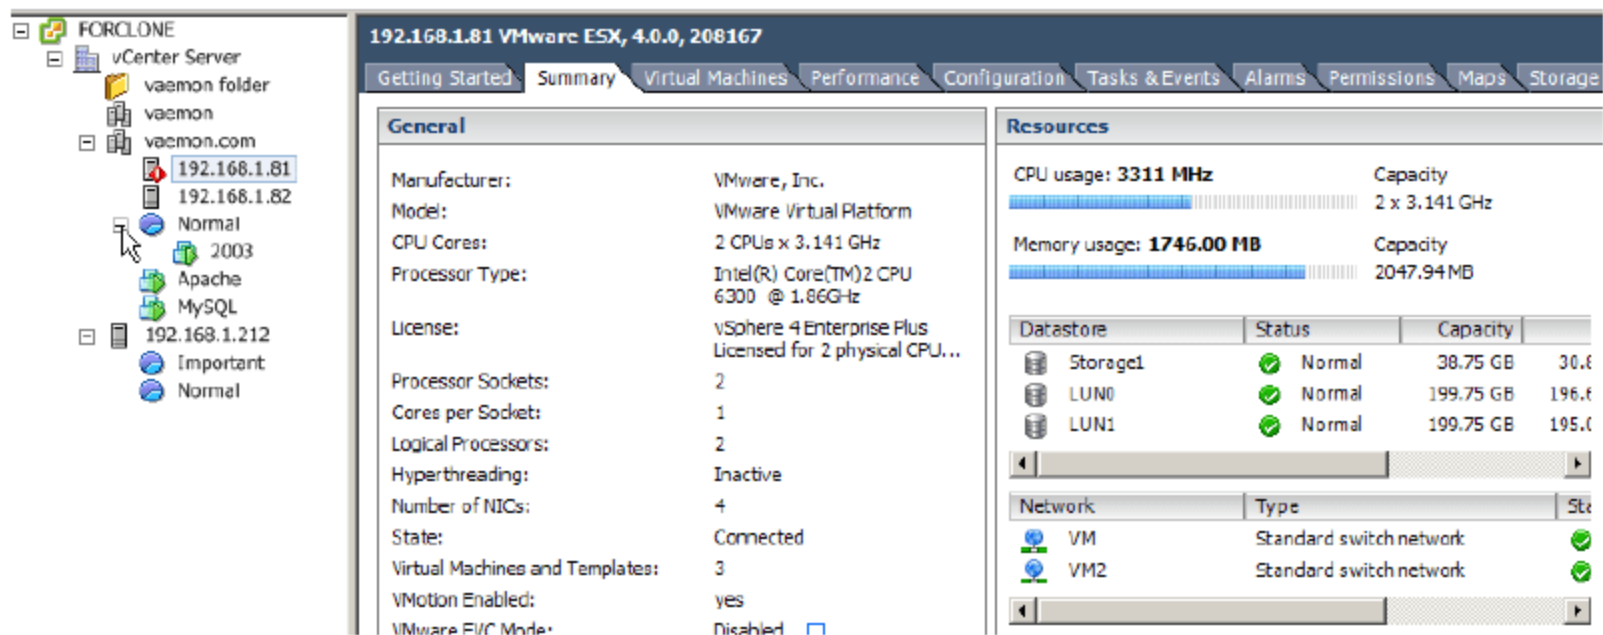 FORCLONE
vCenter Server
vaemon folder
vaemon
vaemon.com
192.168.1.81
192.168.1.82
Normal
2003
Apache
MySQL
192.168.1.212
Important
Normal
192.168.1.81 VMware ESX, 4.0.0, 208167
Getting Started Summary Virtual Machines Performance Configuration Tasks & Events Alarms Permissions Maps Storage
General
Manufacturer: VMware, Inc.
Model: VMware Virtual Platform
CPU Cores: 2 CPUs x 3.141 GHz
Processor Type: Intel(R) Core(TM)2 CPU
6300 @ 1.86GHz
License: vSphere 4 Enterprise Plus
Licensed for 2 physical CPU...
Processor Sockets: 2
Cores per Socket: 1
Logical Processors: 2
Hyperthreading: Inactive
Number of NICs: 4
State: Connected
Virtual Machines and Templates: 3
VMotion Enabled: yes
VMware EVC Mode: Disabled
Resources
CPU usage: 3311 MHz Capacity
2 x 3.141 GHz
Memory usage: 1746.00 MB Capacity
2047.94 MB
Datastore Status Capacity
Storage1 Normal 38.75 GB 30.8
LUN0 Normal 199.75 GB 196.6
LUN1 Normal 199.75 GB 195.0
Network Type Sta
VM Standard switch network
VM2 Standard switch network